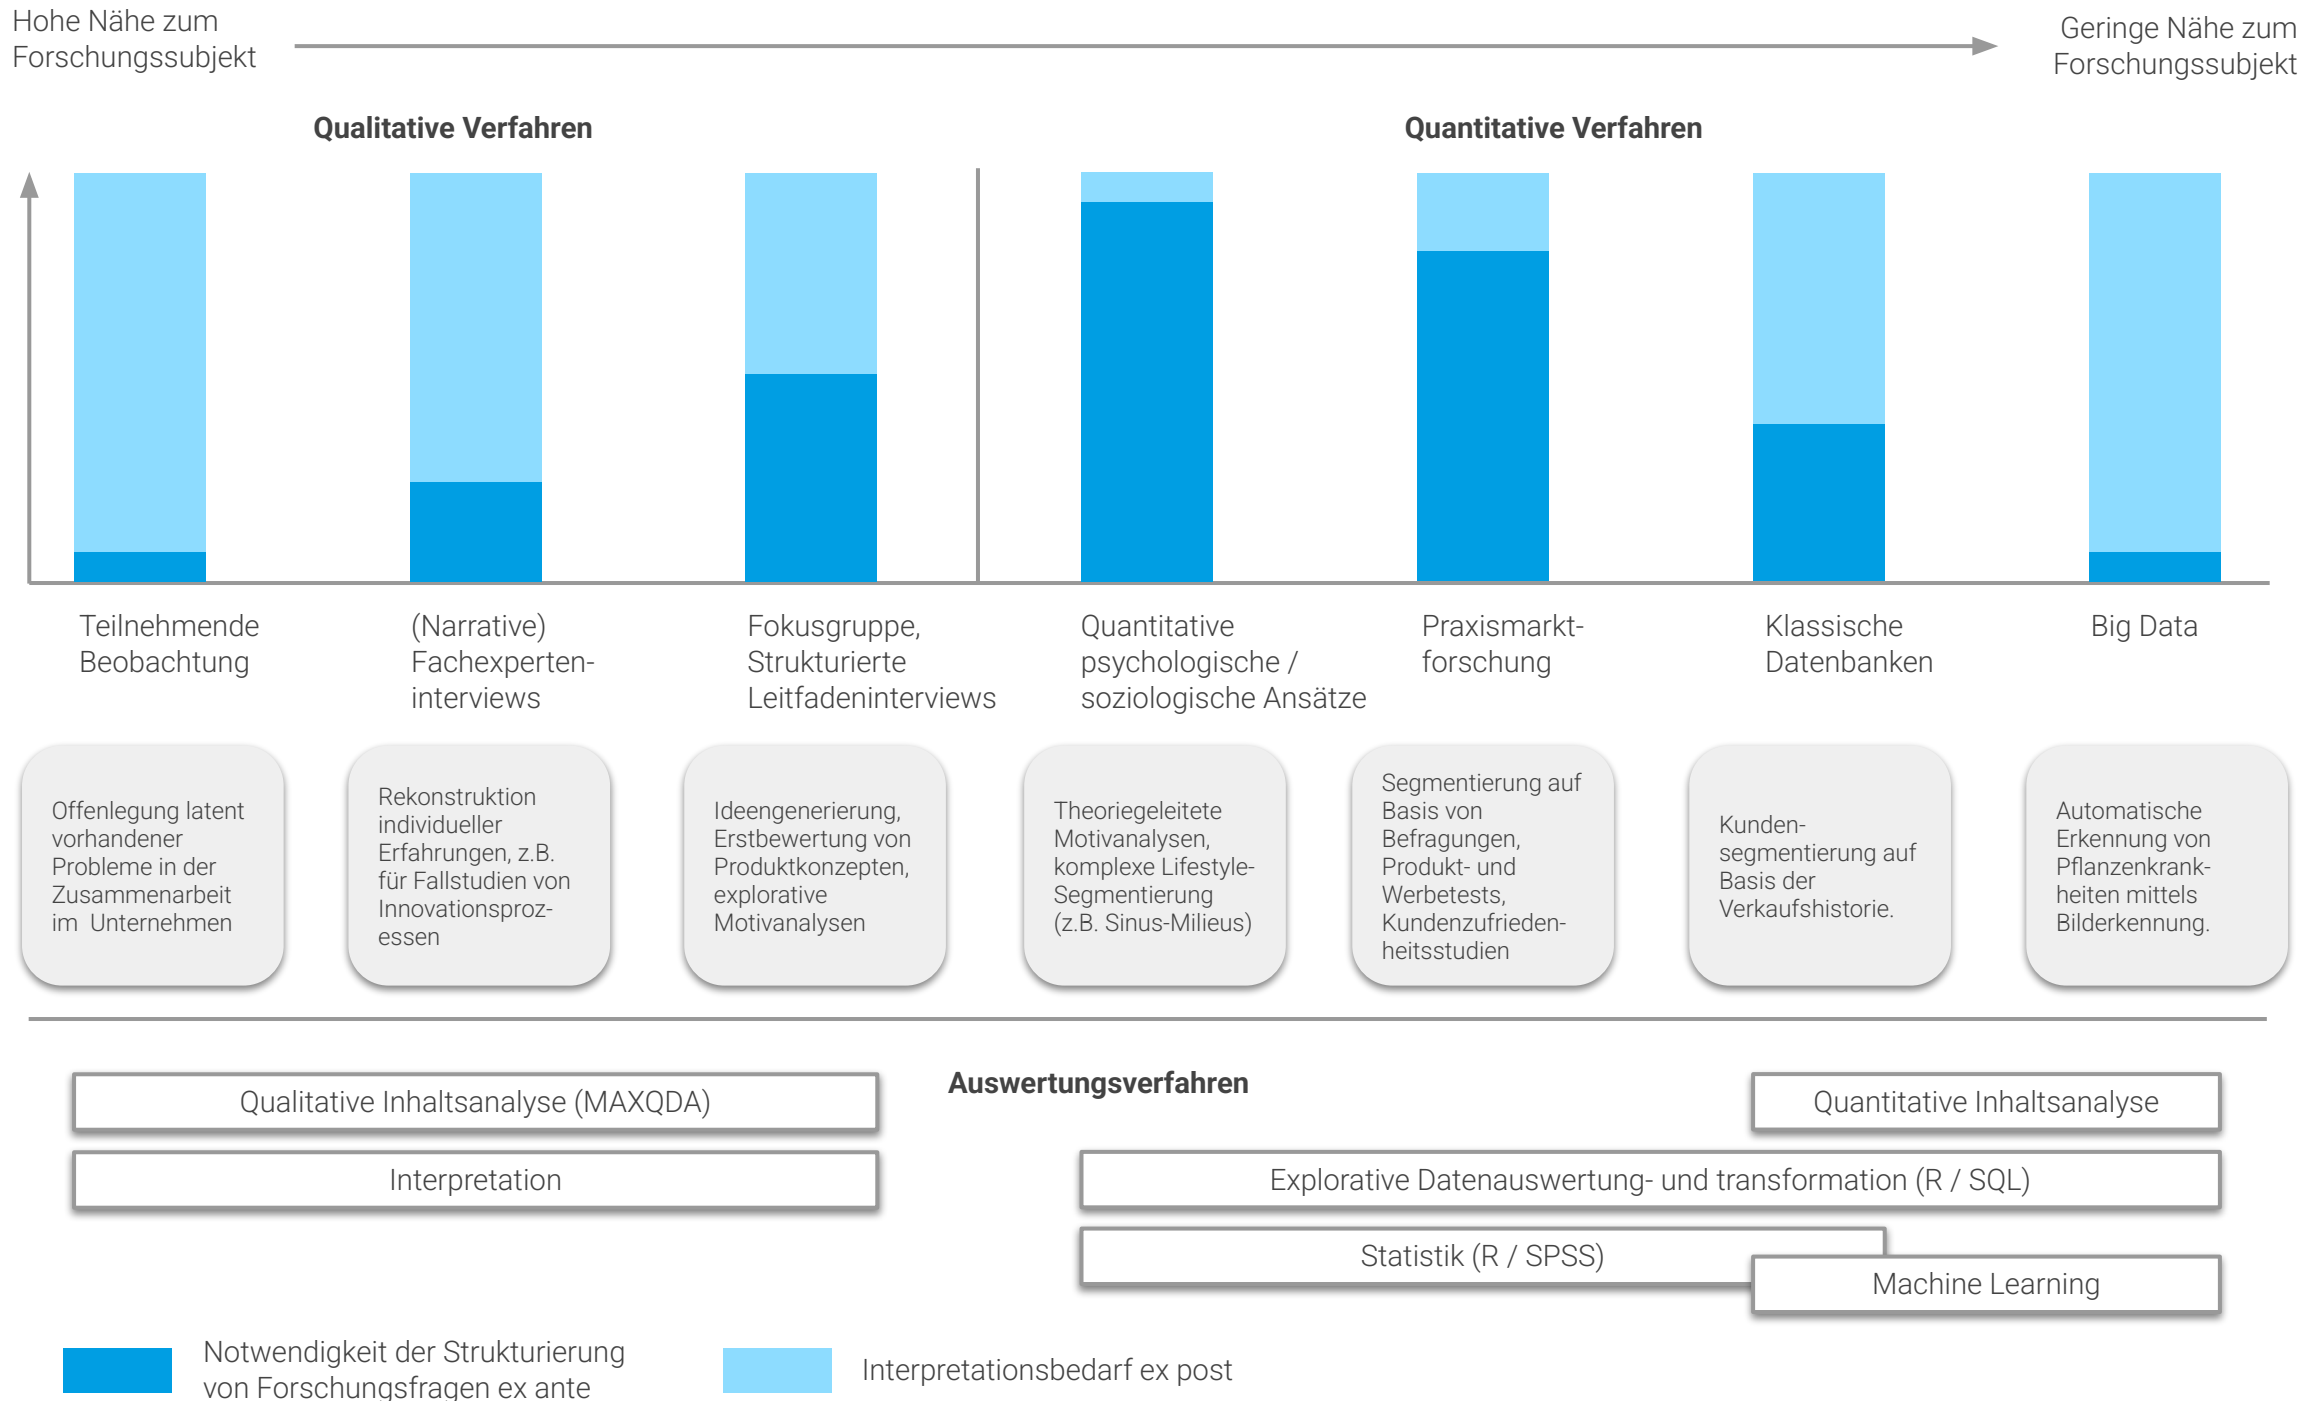 Hohe Nähe zum
Forschungssubjekt
Geringe Nähe zum
Forschungssubjekt
Qualitative Verfahren
Quantitative Verfahren
Teilnehmende
Beobachtung
(Narrative)
Fachexperten-
interviews
Fokusgruppe,
Strukturierte
Leitfadeninterviews
Quantitative
psychologische /
soziologische Ansätze
Praxismarkt-
forschung
Klassische
Datenbanken
Big Data
Offenlegung latent
vorhandener
Probleme in der
Zusammenarbeit
im  Unternehmen
Rekonstruktion
individueller
Erfahrungen, z.B.
für Fallstudien von
Innovationsproz-
essen
Ideengenerierung,
Erstbewertung von
Produktkonzepten,
explorative
Motivanalysen
Theoriegeleitete
Motivanalysen,
komplexe Lifestyle-
Segmentierung
(z.B. Sinus-Milieus)
Segmentierung auf
Basis von
Befragungen,
Produkt- und
Werbetests,
Kundenzufrieden-
heitsstudien
Kunden-
segmentierung auf
Basis der
Verkaufshistorie.
Automatische
Erkennung von
Pflanzenkrank-
heiten mittels
Bilderkennung.
Auswertungsverfahren
Qualitative Inhaltsanalyse (MAXQDA)
Quantitative Inhaltsanalyse
Interpretation
Explorative Datenauswertung- und transformation (R / SQL)
Statistik (R / SPSS)
Machine Learning
Notwendigkeit der Strukturierung
von Forschungsfragen ex ante
Interpretationsbedarf ex post